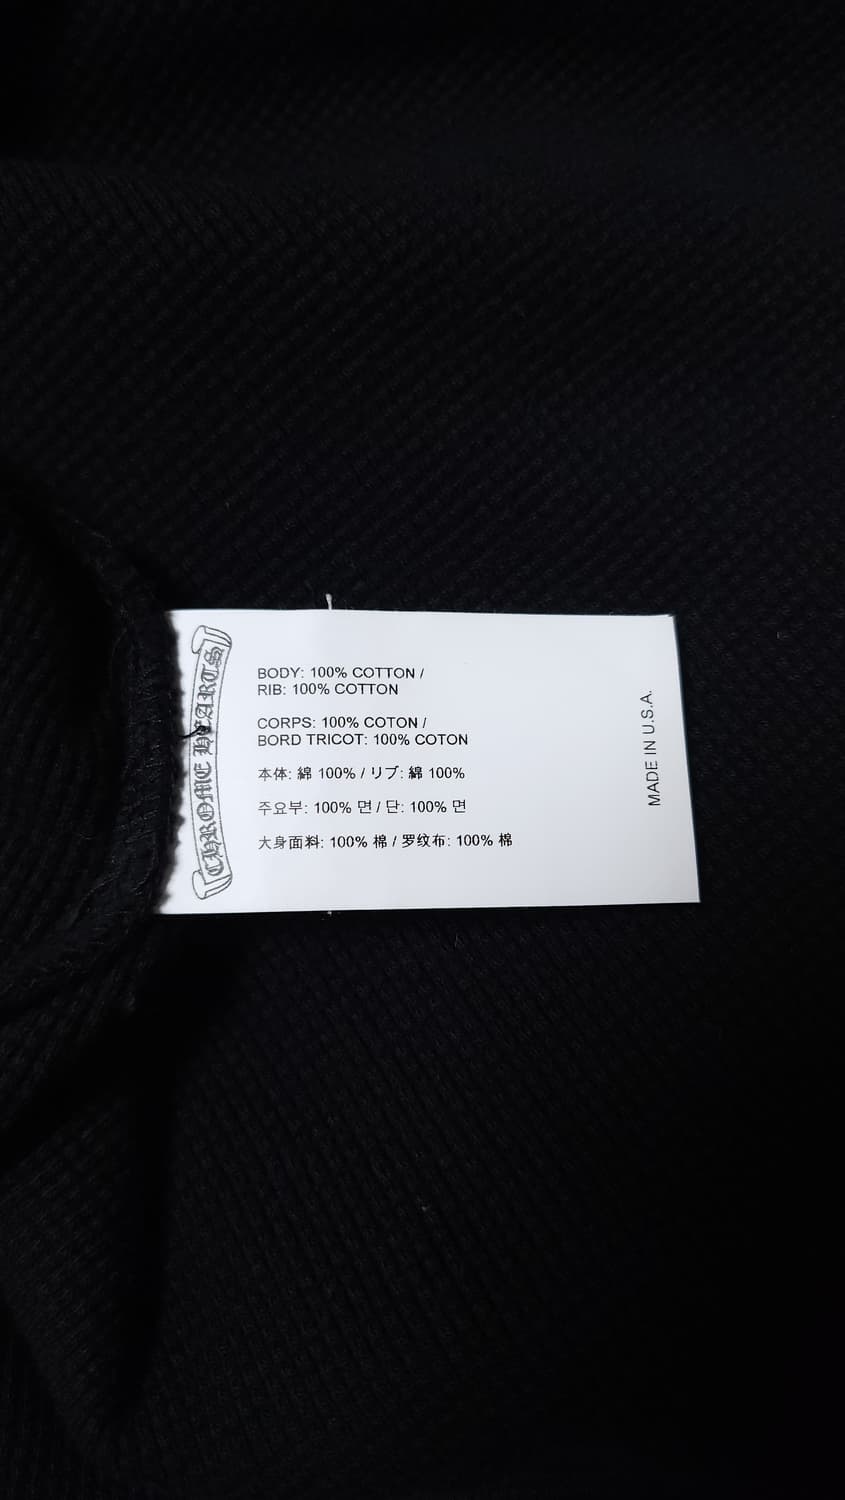 CHROME HEARTS
BODY: 100% COTTON /
RIB: 100% COTTON
CORPS: 100% COTON /
BORD TRICOT: 100% COTON
本体: 綿 100% / リブ: 綿 100%
주요부: 100% 면 / 단: 100% 면
大身面料: 100% 棉 / 罗纹布: 100% 棉
MADE IN U.S.A.